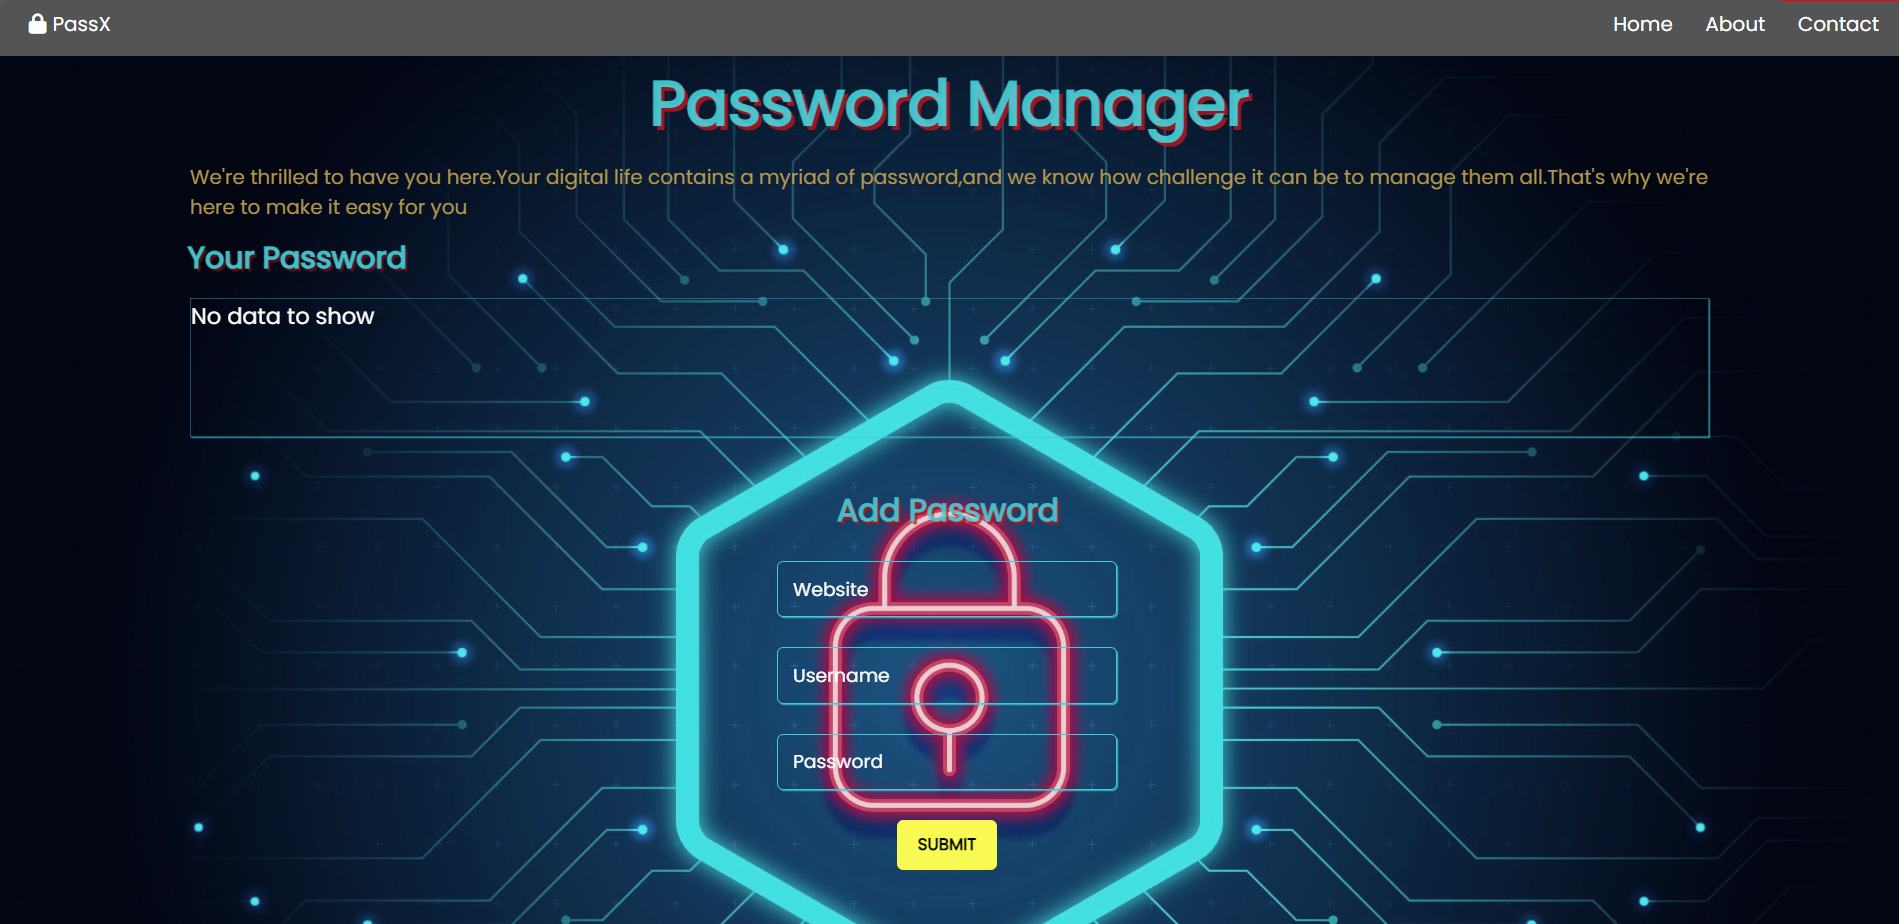 PassX
Home
About
Contact
Password Manager
We're thrilled to have you here.Your digital life contains a myriad of password,and we know how challenge it can be to manage them all.That's why we're
here to make it easy for you
Your Password
No data to show
Add Password
Website
Username
Password
SUBMIT